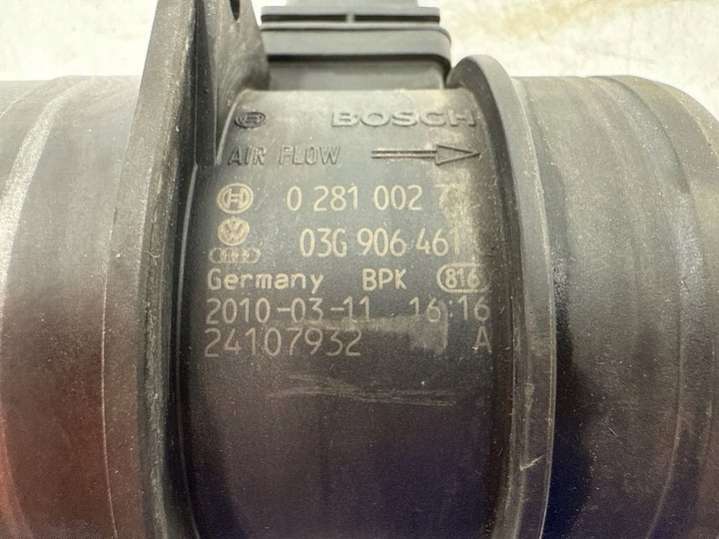 BOSCH
AIR FLOW
0 281 002 7
03G 906 461
Germany BPK 816
2010-03-11 16:16
24107932 A